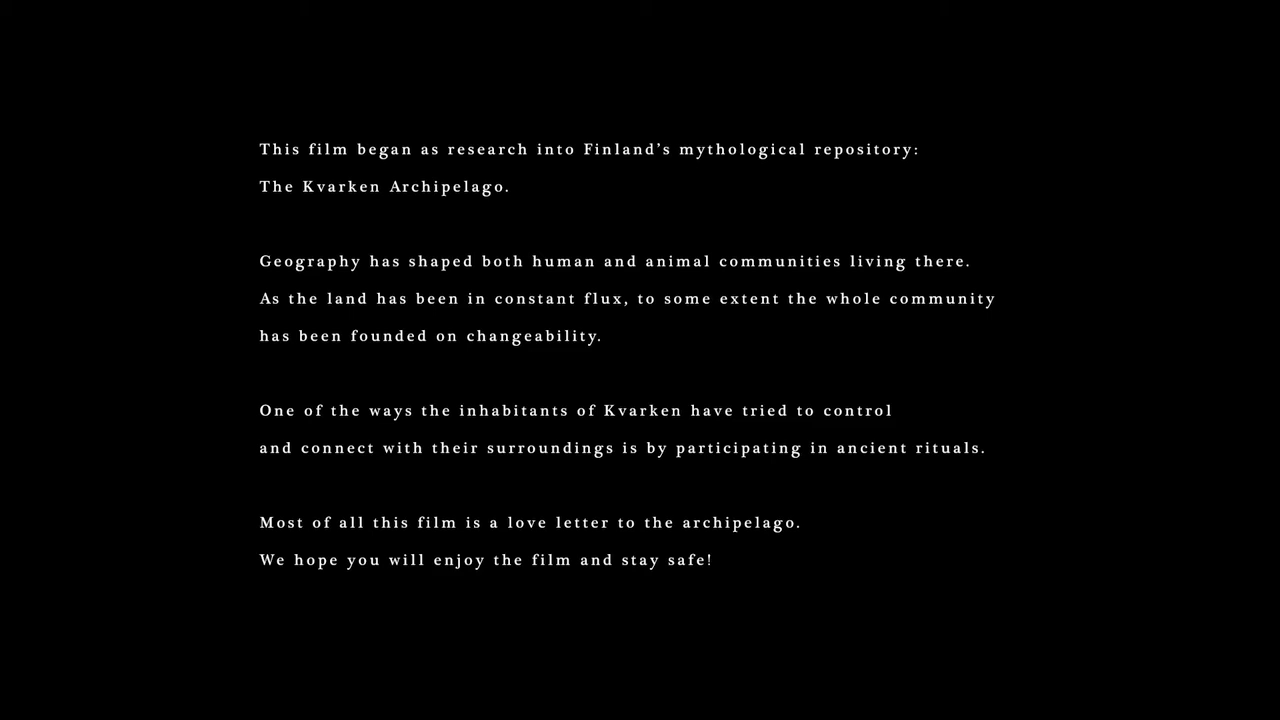 This film began as research into Finland’s mythological repository:
The Kvarken Archipelago.
Geography has shaped both human and animal communities living there.
As the land has been in constant flux, to some extent the whole community
has been founded on changeability.
One of the ways the inhabitants of Kvarken have tried to control
and connect with their surroundings is by participating in ancient rituals.
Most of all this film is a love letter to the archipelago.
We hope you will enjoy the film and stay safe!